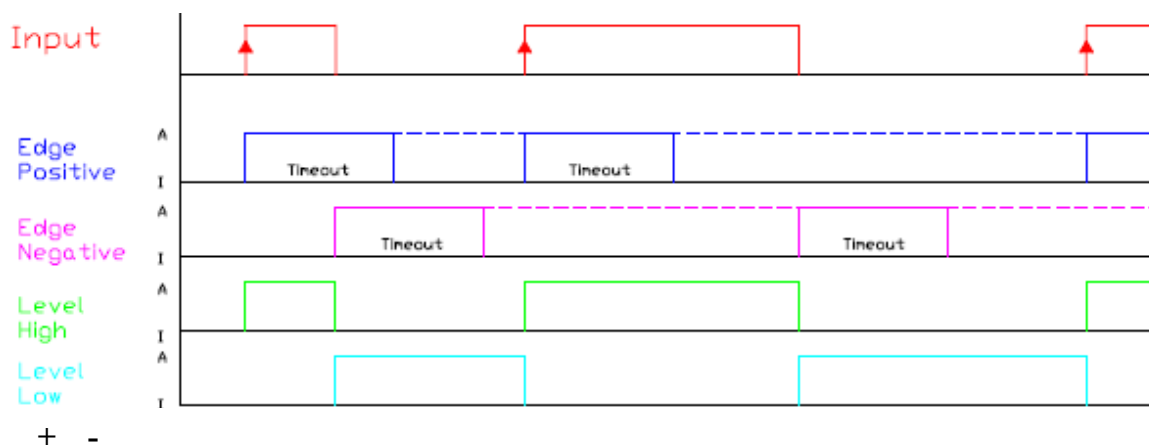 Input
A
Edge
Positive
Timeout
Timeout
I
A
Edge
Negative
Timeout
Timeout
I
A
Level
High
I
A
Level
Low
I
+ -